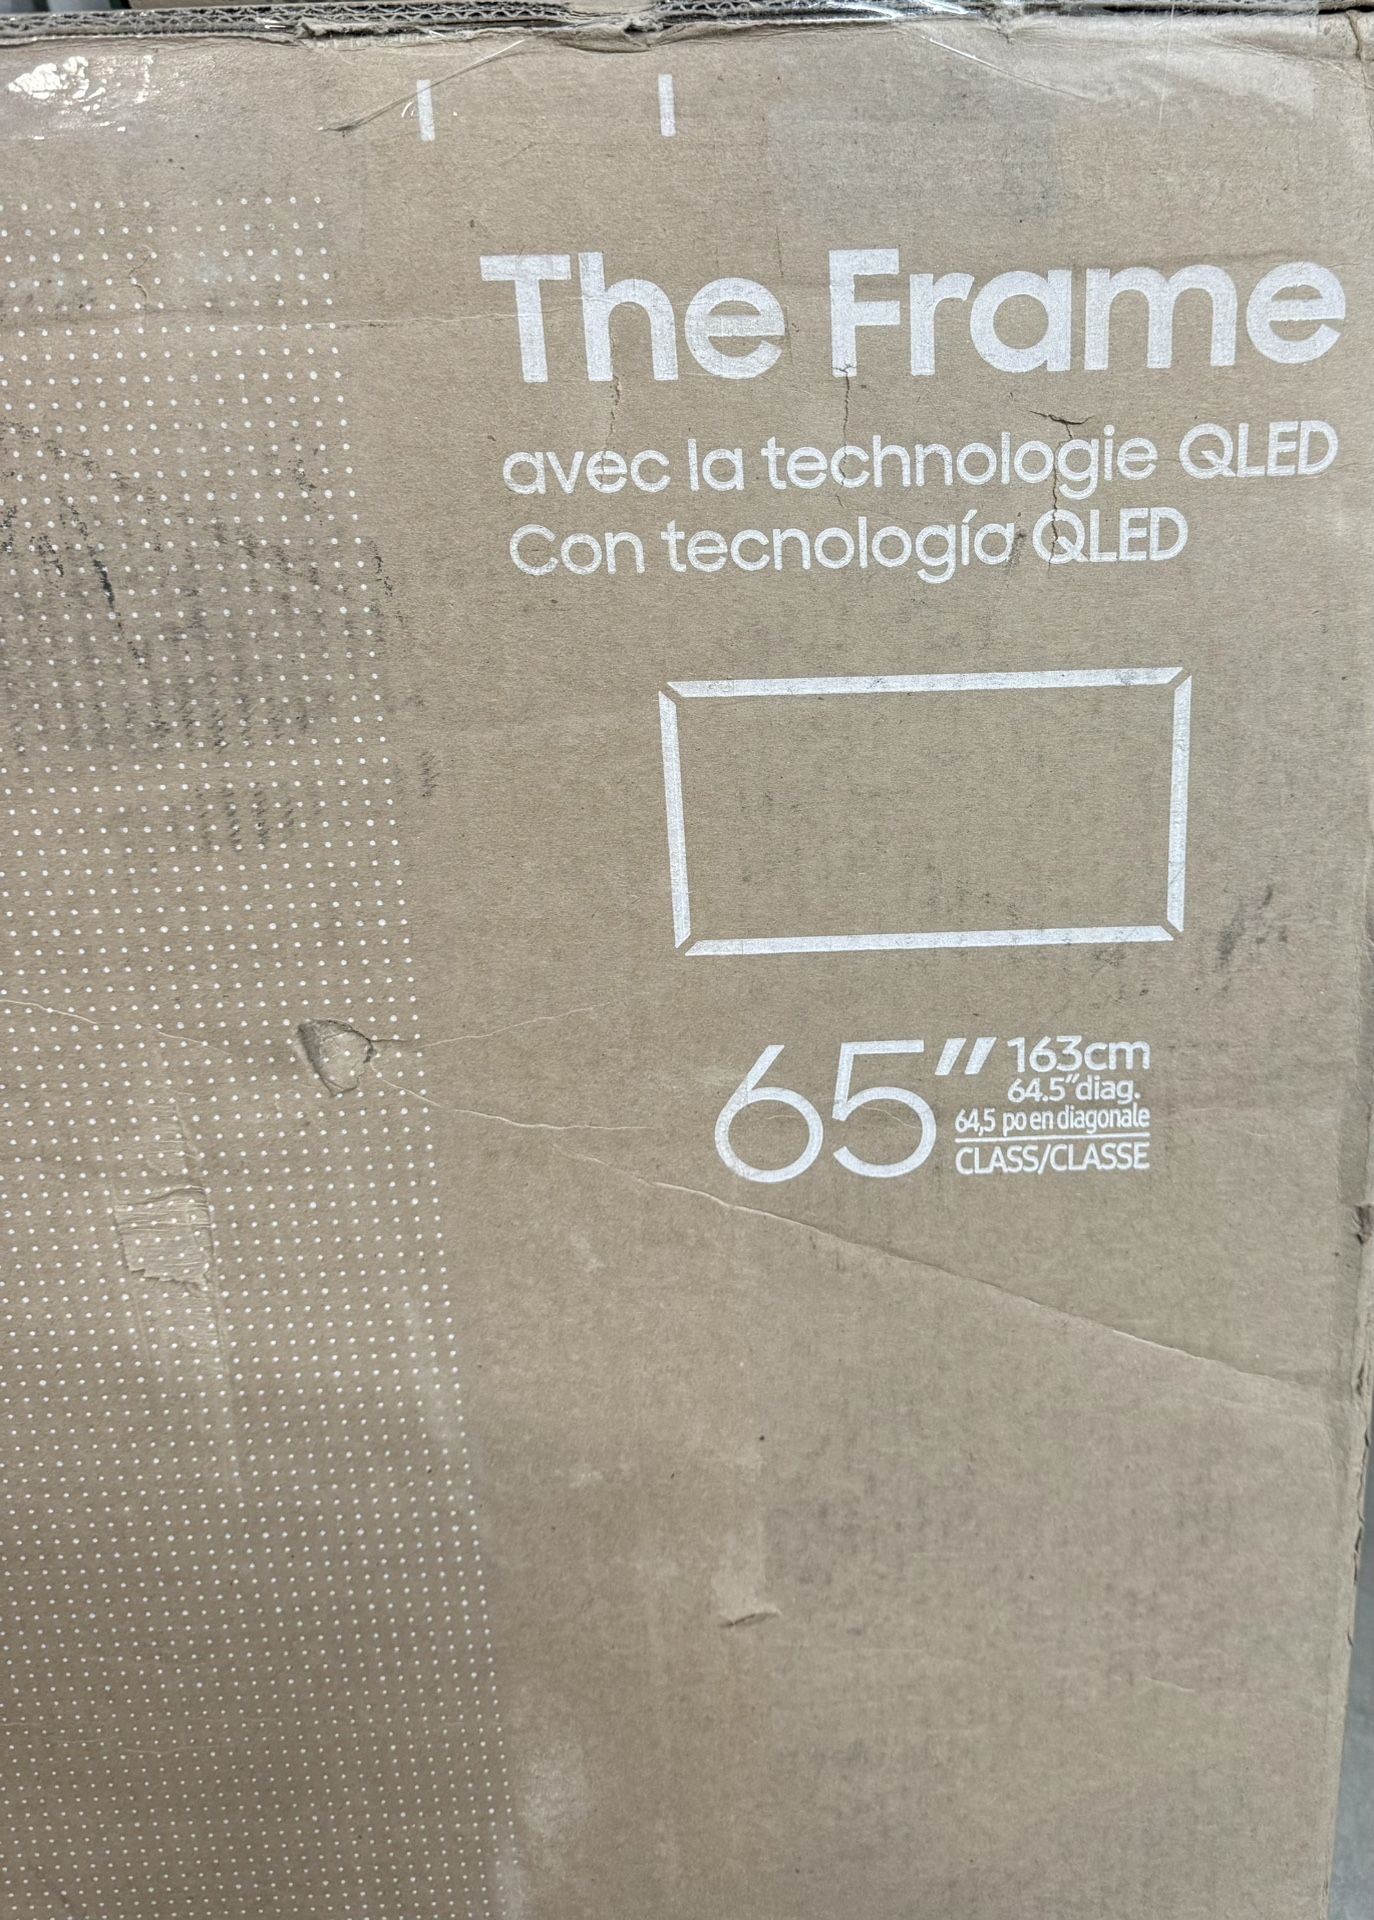 The Frame
avec la technologie QLED
Con tecnología QLED
65" 163cm
64.5" diag.
64,5 po en diagonale
CLASS/CLASSE